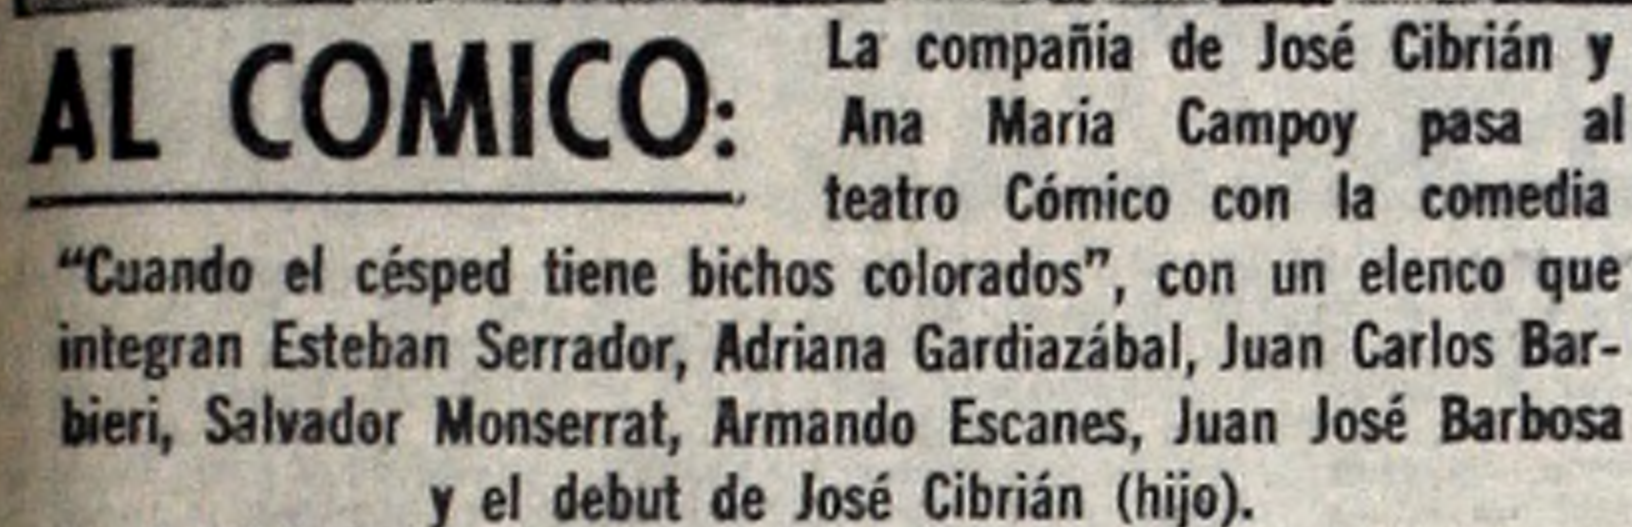 AL COMICO:
La compañía de José Cibrián y
Ana María Campoy pasa al
teatro Cómico con la comedia
“Cuando el césped tiene bichos colorados”, con un elenco que
integran Esteban Serrador, Adriana Gardiazábal, Juan Carlos Bar-
bieri, Salvador Monserrat, Armando Escanes, Juan José Barbosa
y el debut de José Cibrián (hijo).